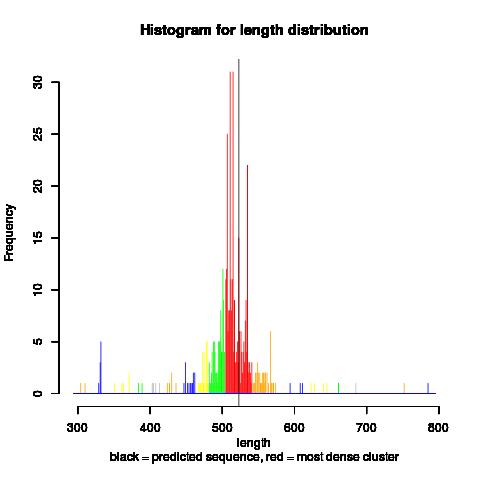 Histogram for length distribution
Frequency
30
25
20
15
10
5
0
300 400 500 600 700 800
length
black = predicted sequence, red = most dense cluster